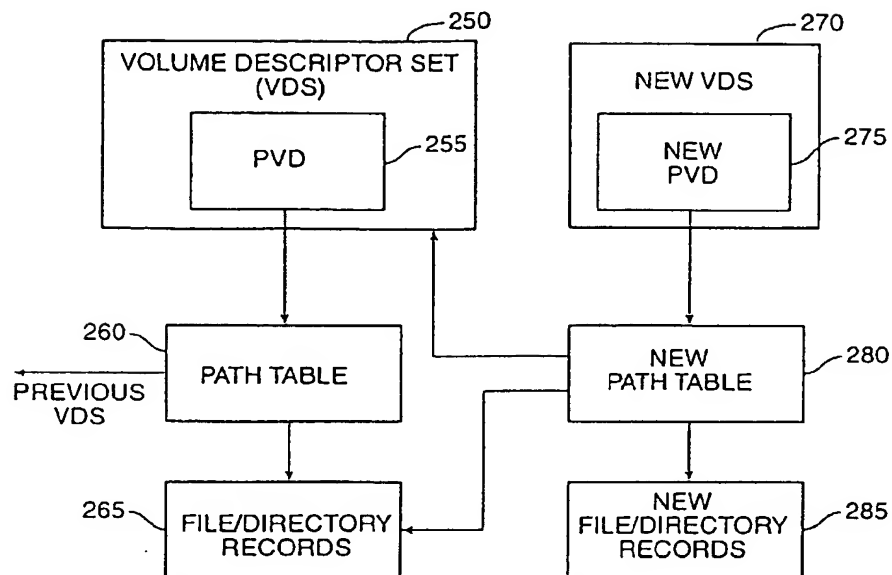 250
VOLUME DESCRIPTOR SET
(VDS)
PVD
255
270
NEW VDS
NEW
PVD
275
260
PATH TABLE
PREVIOUS
VDS
NEW
PATH TABLE
280
265
FILE/DIRECTORY
RECORDS
NEW
FILE/DIRECTORY
RECORDS
285